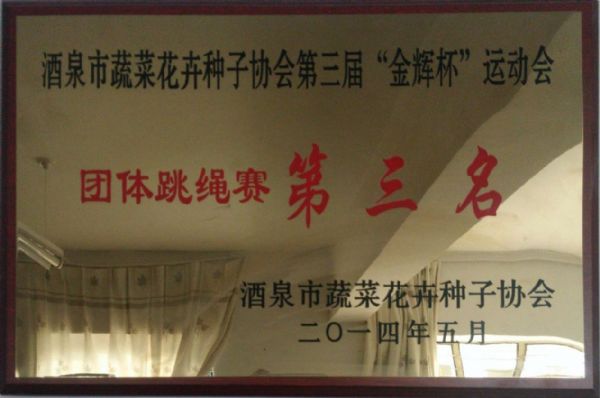 酒泉市蔬菜花卉种子协会第三届“金辉杯”运动会
团体跳绳赛 第三名
酒泉市蔬菜花卉种子协会
二〇一四年五月